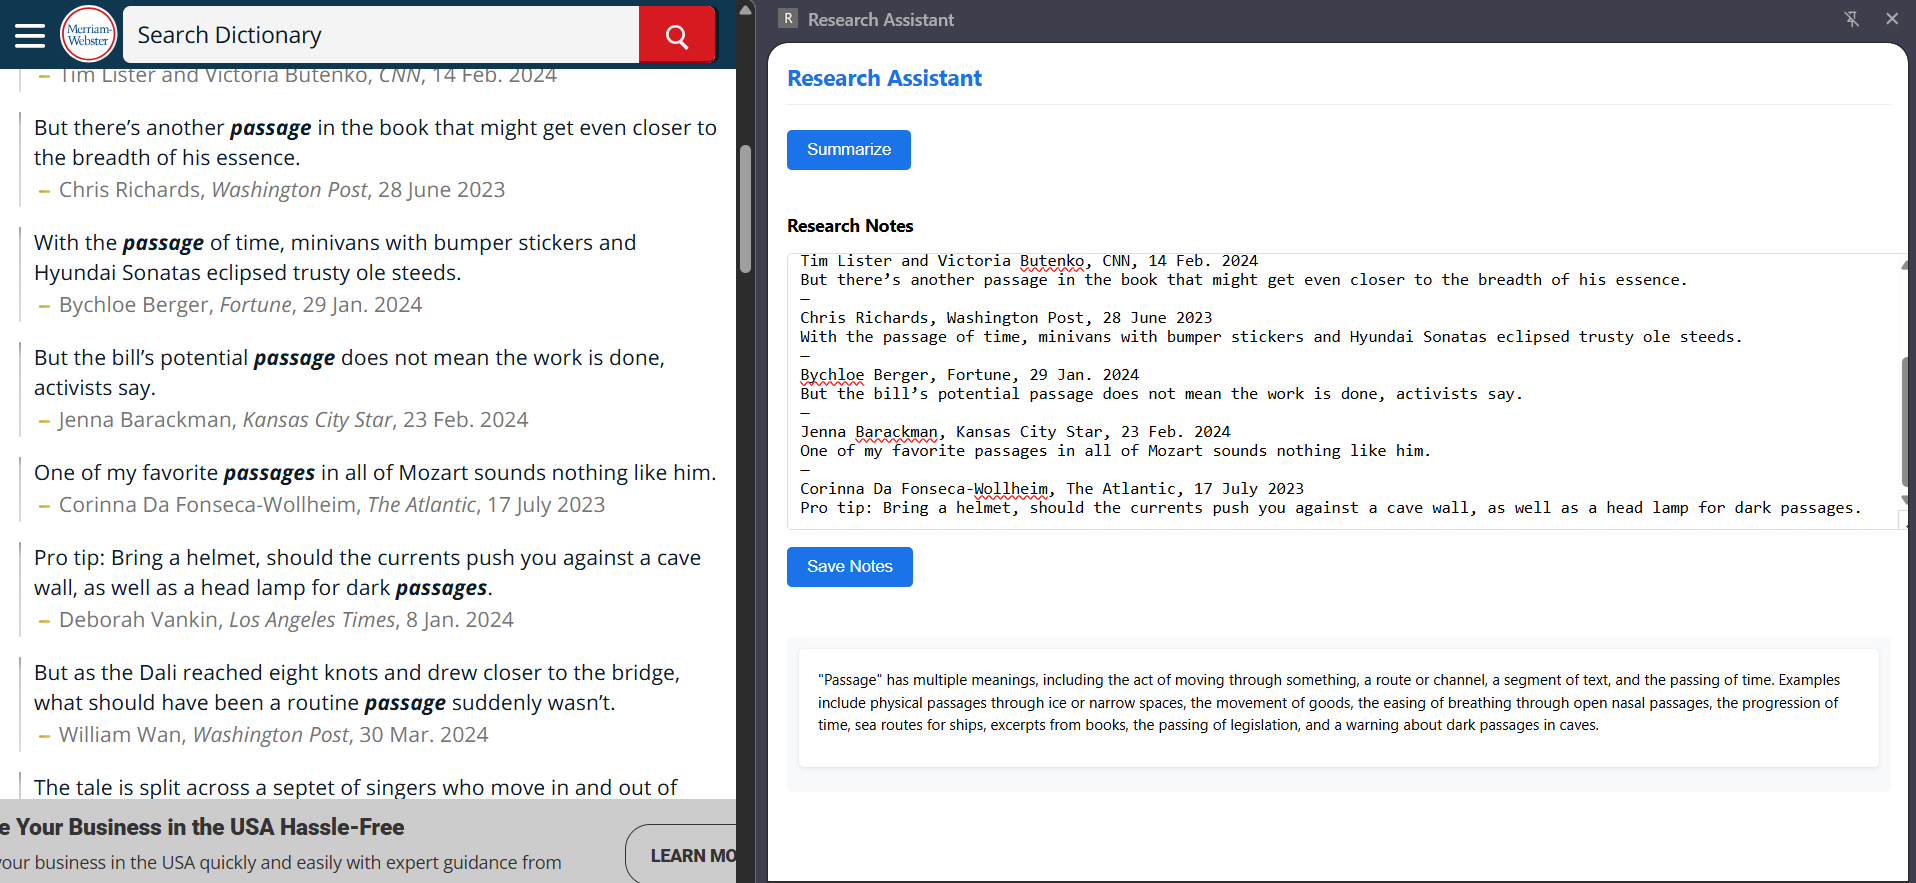 Merriam-
Webster
Search Dictionary
– Tim Lister and Victoria Butenko, CNN, 14 Feb. 2024
But there’s another passage in the book that might get even closer to
the breadth of his essence.
– Chris Richards, Washington Post, 28 June 2023
With the passage of time, minivans with bumper stickers and
Hyundai Sonatas eclipsed trusty ole steeds.
– Bychloe Berger, Fortune, 29 Jan. 2024
But the bill’s potential passage does not mean the work is done,
activists say.
– Jenna Barackman, Kansas City Star, 23 Feb. 2024
One of my favorite passages in all of Mozart sounds nothing like him.
– Corinna Da Fonseca-Wollheim, The Atlantic, 17 July 2023
Pro tip: Bring a helmet, should the currents push you against a cave
wall, as well as a head lamp for dark passages.
– Deborah Vankin, Los Angeles Times, 8 Jan. 2024
But as the Dali reached eight knots and drew closer to the bridge,
what should have been a routine passage suddenly wasn’t.
– William Wan, Washington Post, 30 Mar. 2024
The tale is split across a septet of singers who move in and out of
e Your Business in the USA Hassle-Free
your business in the USA quickly and easily with expert guidance from
LEARN MO
R Research Assistant
Research Assistant
Summarize
Research Notes
Tim Lister and Victoria Butenko, CNN, 14 Feb. 2024
But there’s another passage in the book that might get even closer to the breadth of his essence.
—
Chris Richards, Washington Post, 28 June 2023
With the passage of time, minivans with bumper stickers and Hyundai Sonatas eclipsed trusty ole steeds.
—
Bychloe Berger, Fortune, 29 Jan. 2024
But the bill’s potential passage does not mean the work is done, activists say.
—
Jenna Barackman, Kansas City Star, 23 Feb. 2024
One of my favorite passages in all of Mozart sounds nothing like him.
—
Corinna Da Fonseca-Wollheim, The Atlantic, 17 July 2023
Pro tip: Bring a helmet, should the currents push you against a cave wall, as well as a head lamp for dark passages.
Save Notes
"Passage" has multiple meanings, including the act of moving through something, a route or channel, a segment of text, and the passing of time. Examples
include physical passages through ice or narrow spaces, the movement of goods, the easing of breathing through open nasal passages, the progression of
time, sea routes for ships, excerpts from books, the passing of legislation, and a warning about dark passages in caves.